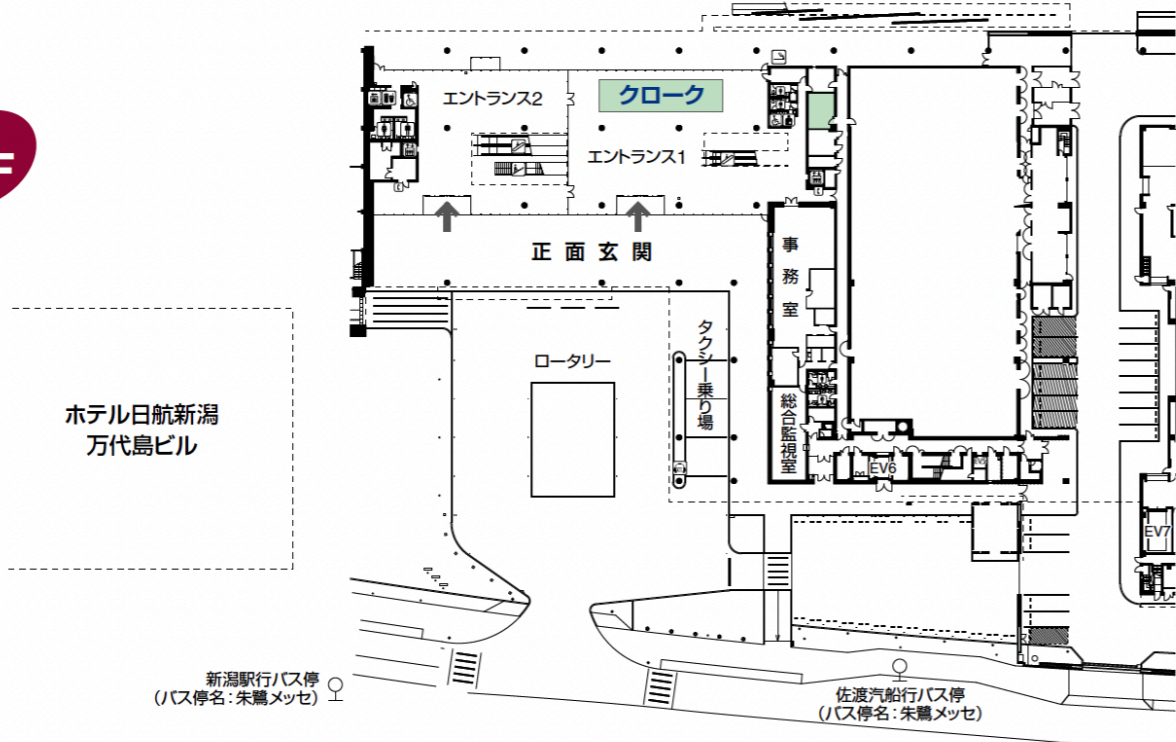 エントランス2
クローク
エントランス1
正面玄関
事務室
ロータリー
タクシー乗り場
ホテル日航新潟
万代島ビル
総合監視室
EV6
EV7
新潟駅行バス停
(バス停名:朱鷺メッセ)
佐渡汽船行バス停
(バス停名:朱鷺メッセ)